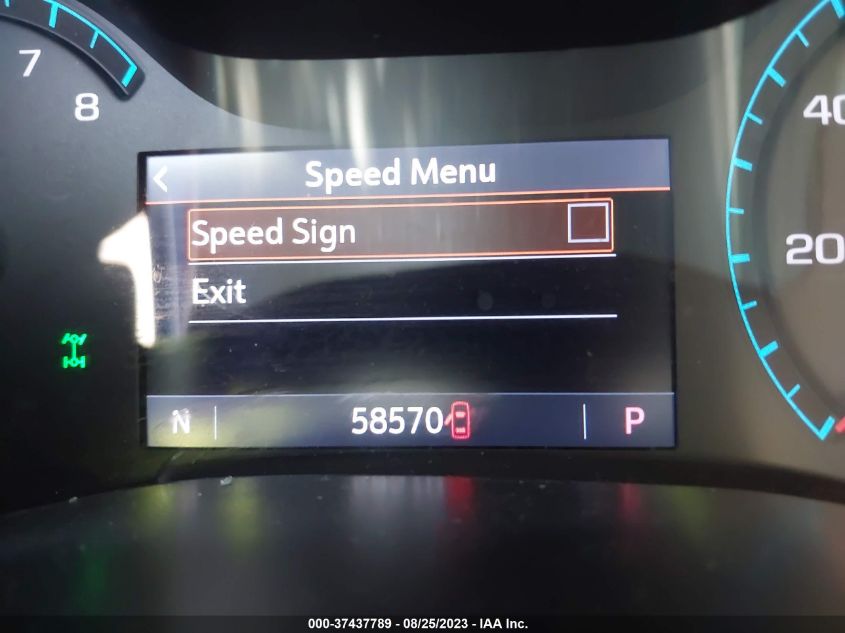 7
8
40
20
Speed Menu
Speed Sign
Exit
N
58570
P
000-37437789 - 08/25/2023 - IAA Inc.